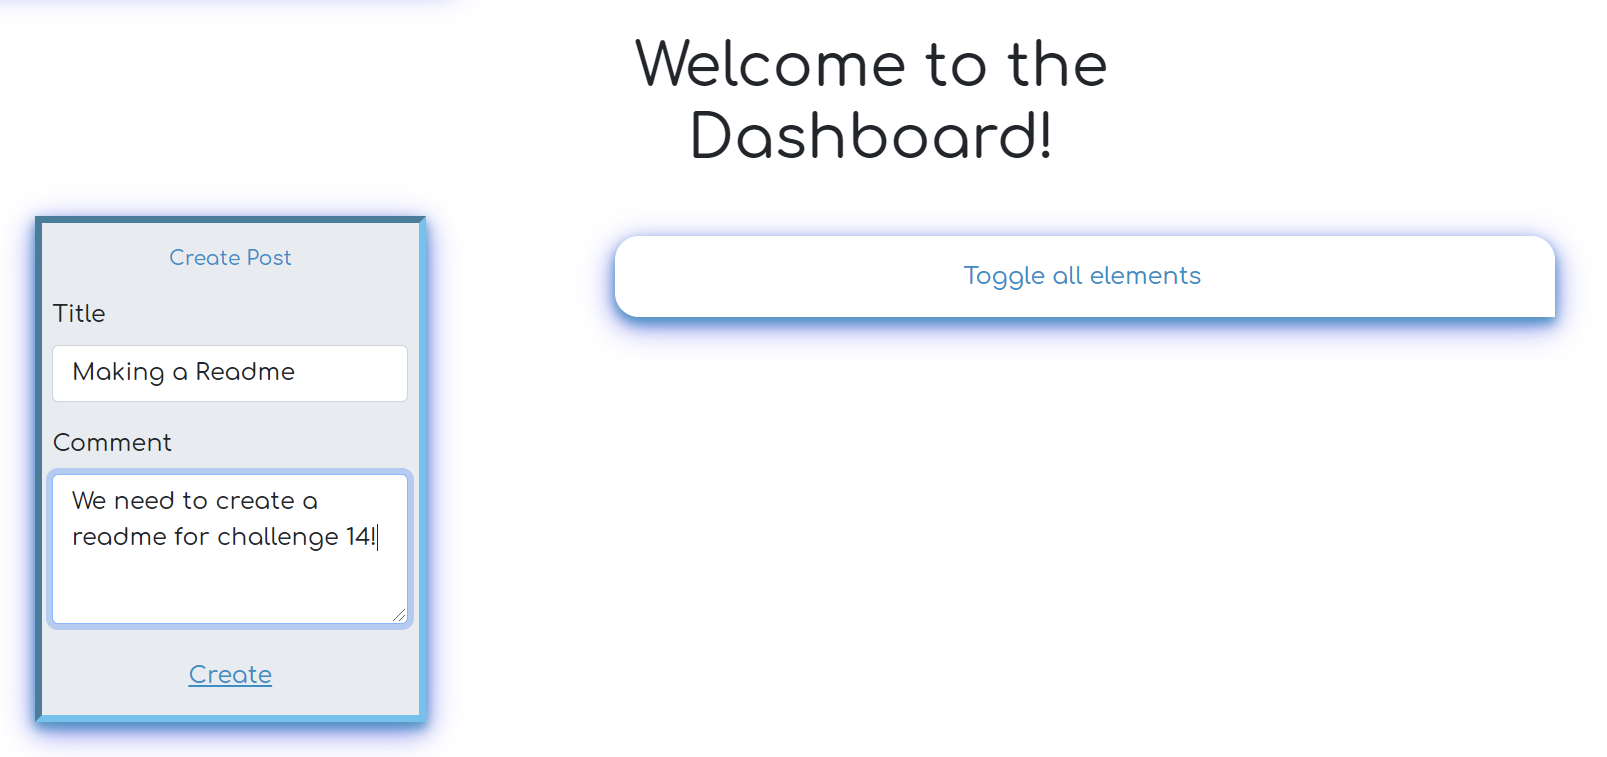 Welcome to the
Dashboard!
Create Post
Title
Making a Readme
Comment
We need to create a
readme for challenge 14!
Create
Toggle all elements